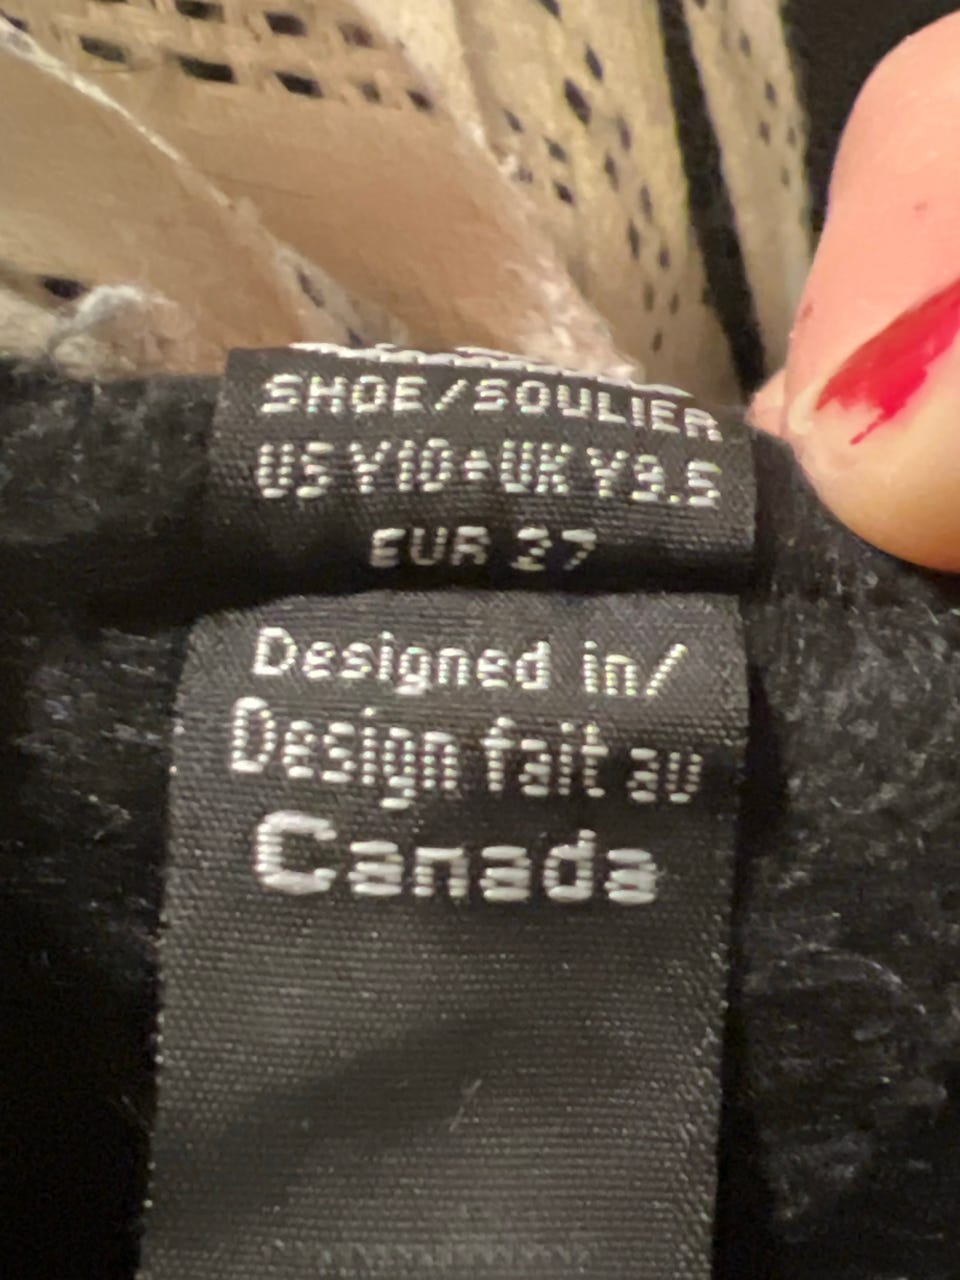 SHOE/SOULIER
US Y10•UK Y9.5
EUR 27
Designed in/
Design fait au
Canada